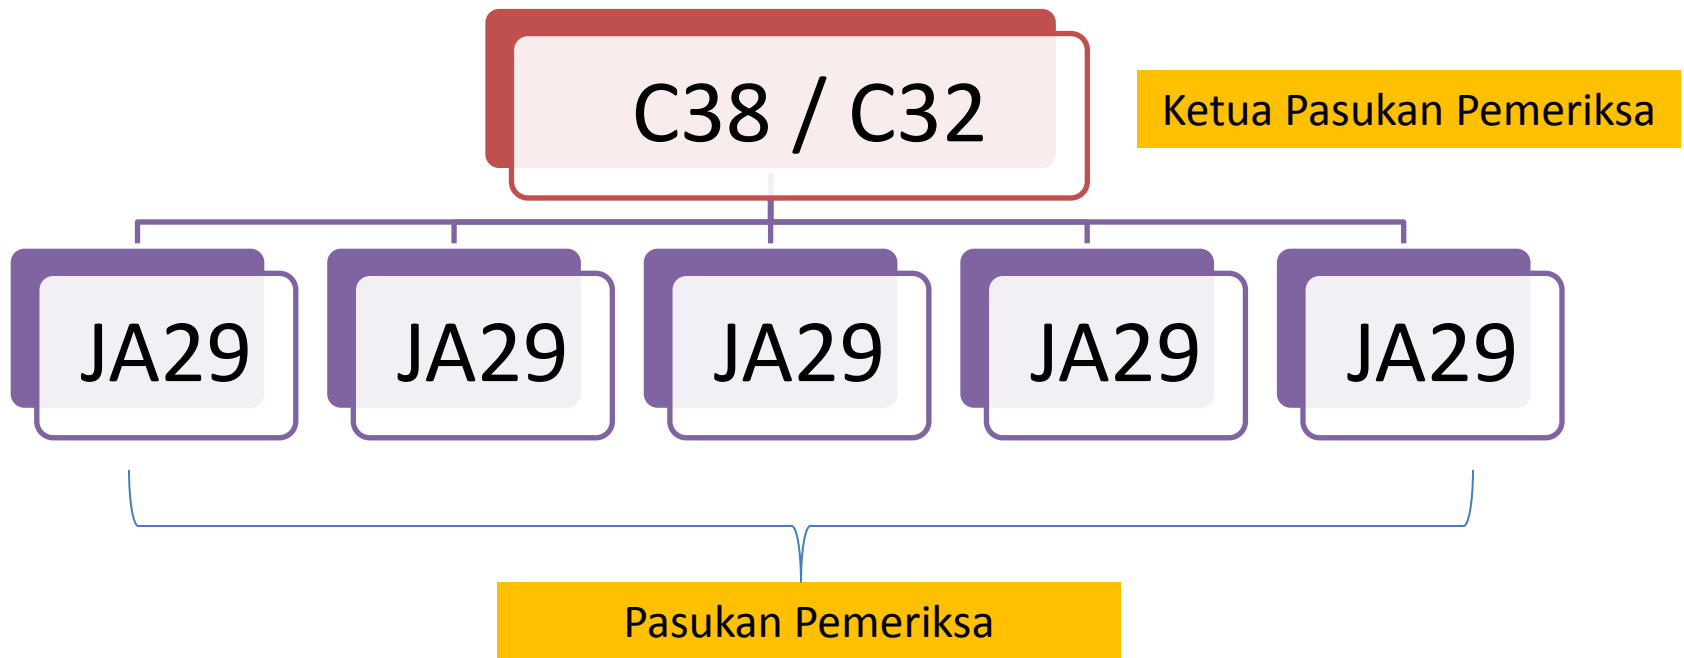 C38 / C32
Ketua Pasukan Pemeriksa
JA29
JA29
JA29
JA29
JA29
Pasukan Pemeriksa